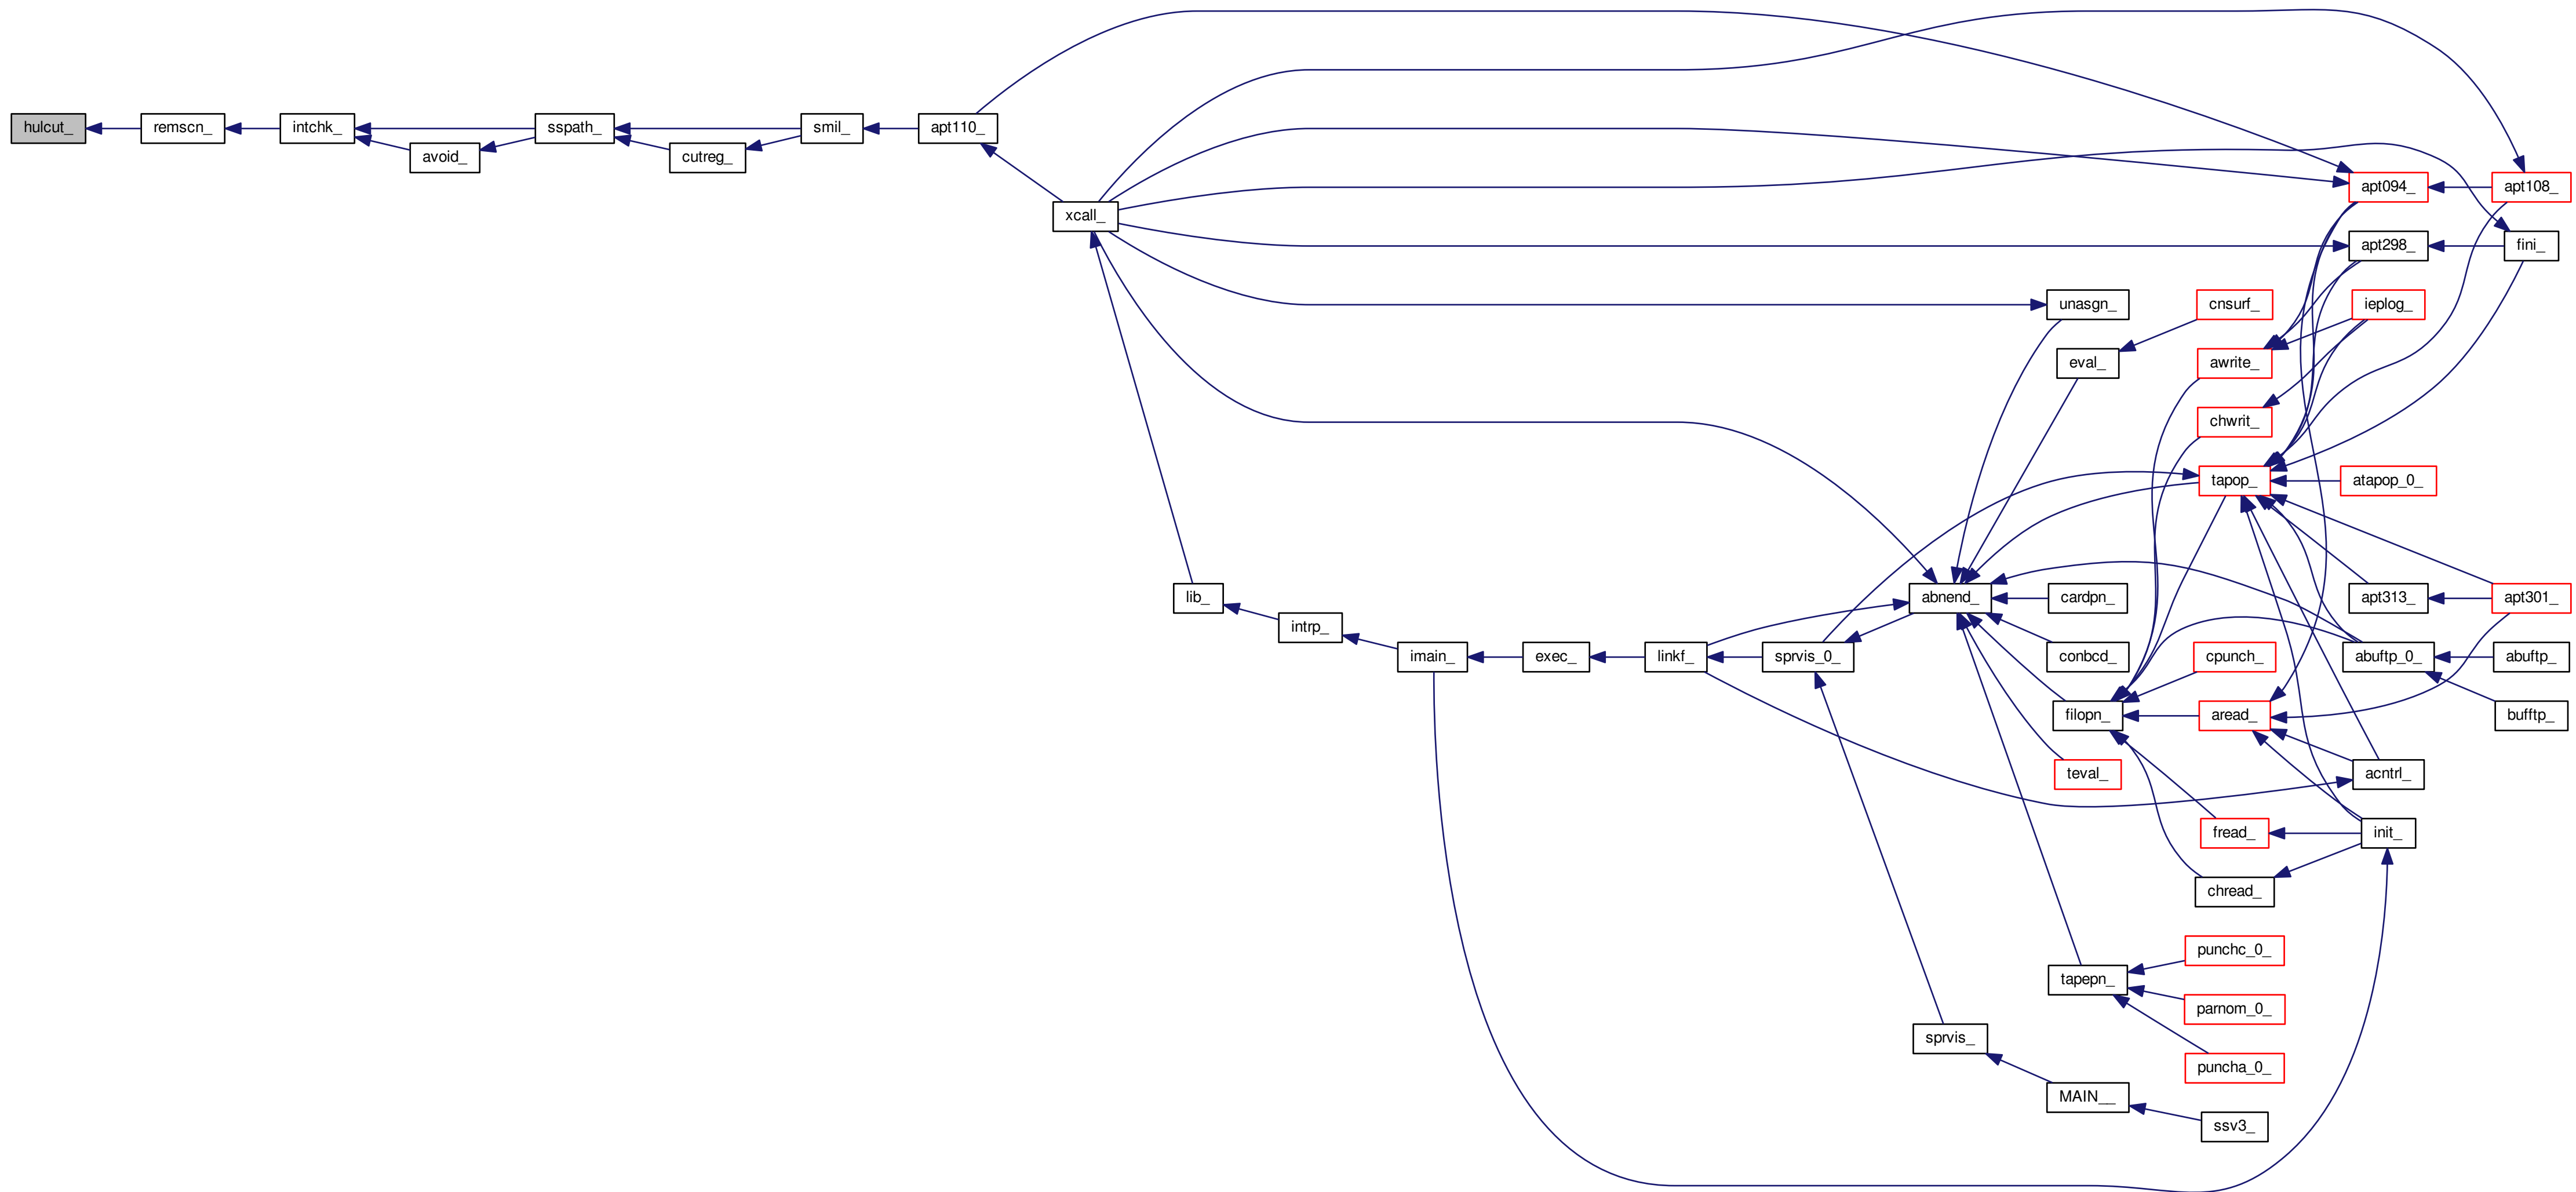 hulcut_
remscn_
intchk_
avoid_
sspath_
cutreg_
smil_
apt110_
xcall_
lib_
intrp_
imain_
exec_
linkf_
sprvis_0_
abnend_
sprvis_
MAIN__
ssv3_
unasgn_
eval_
cnsurf_
cardpn_
conbcd_
filopn_
teval_
tapepn_
awrite_
chwrit_
tapop_
cpunch_
aread_
fread_
chread_
punchc_0_
parnom_0_
puncha_0_
apt094_
apt298_
ieplog_
atapop_0_
apt313_
abuftp_0_
acntrl_
init_
apt108_
fini_
apt301_
abuftp_
bufftp_